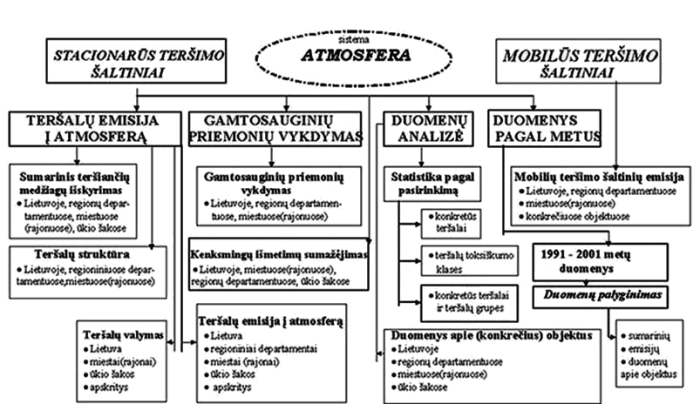 sistema
ATMOSFERA
STACIONARŪS TERŠIMO
ŠALTINIAI
MOBILŪS TERŠIMO
ŠALTINIAI
TERŠALŲ EMISIJA
Į ATMOSFERĄ
GAMTOSAUGINIŲ
PRIEMONIŲ VYKDYMAS
DUOMENŲ
ANALIZĖ
DUOMENYS
PAGAL METUS
Sumarinis teršiančių
medžiagų išskyrimas
● Lietuvoje, regionų depar-
tamentuose, miestuose
(rajonuose), ūkio šakose
Gamtosauginių priemonių
vykdymas
● Lietuvoje, regionų departamen-
tuose, miestuose(rajonuose)
Statistika pagal
pasirinkimą
● konkretūs
teršalai
● teršalų toksiškumo
klases
● konkretūs teršalai
ir teršalų grupes
Mobilių teršimo šaltinių emisija
● Lietuvoje, regionų departamentuose
● miestuose(rajonuose)
● konkrečiuose objektuose
Teršalų struktūra
● Lietuvoje, regioniniuose depar-
tamentuose,miestuose(rajonuose)
Kenksmingų išmetimų sumažėjimas
● Lietuvoje, miestuose(rajonuose),
regionų departamentuose, ūkio šakose
1991 - 2001 metų
duomenys
Duomenų palyginimas
● sumarinių
● emisijų
● duomenų
apie objektus
Teršalų valymas
● Lietuva
● miestai(rajonai)
● ūkio šakos
● apskritys
Teršalų emisija į atmosferą
● Lietuva
● regioniniai departamentai
● miestai (rajonai)
● ūkio šakos
● apskritys
Duomenys apie (konkrečius) objektus
● Lietuvoje
● regionų departamentuose
● miestuose(rajonuose)
● ūkio šakose